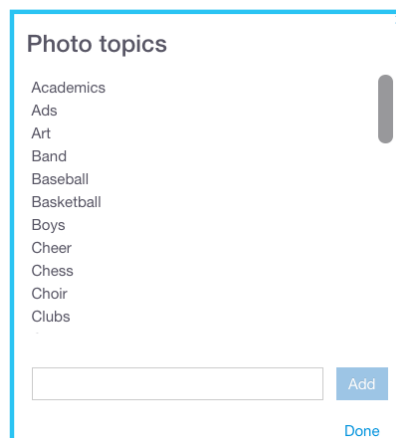 Photo topics
Academics
Ads
Art
Band
Baseball
Basketball
Boys
Cheer
Chess
Choir
Clubs
Add
Done